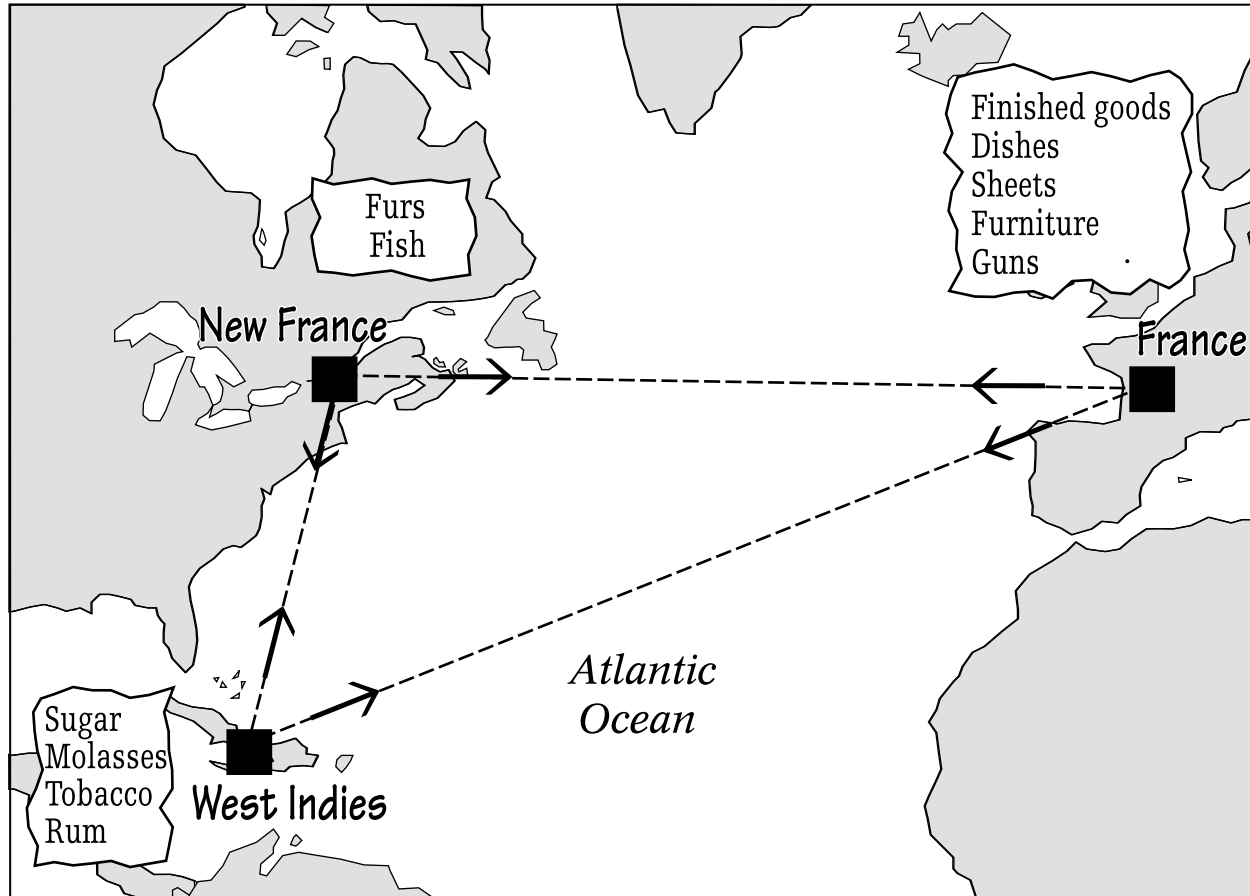 Finished goods
Dishes
Sheets
Furniture
Guns
Furs
Fish
New France
France
Atlantic
Ocean
Sugar
Molasses
Tobacco
Rum
West Indies